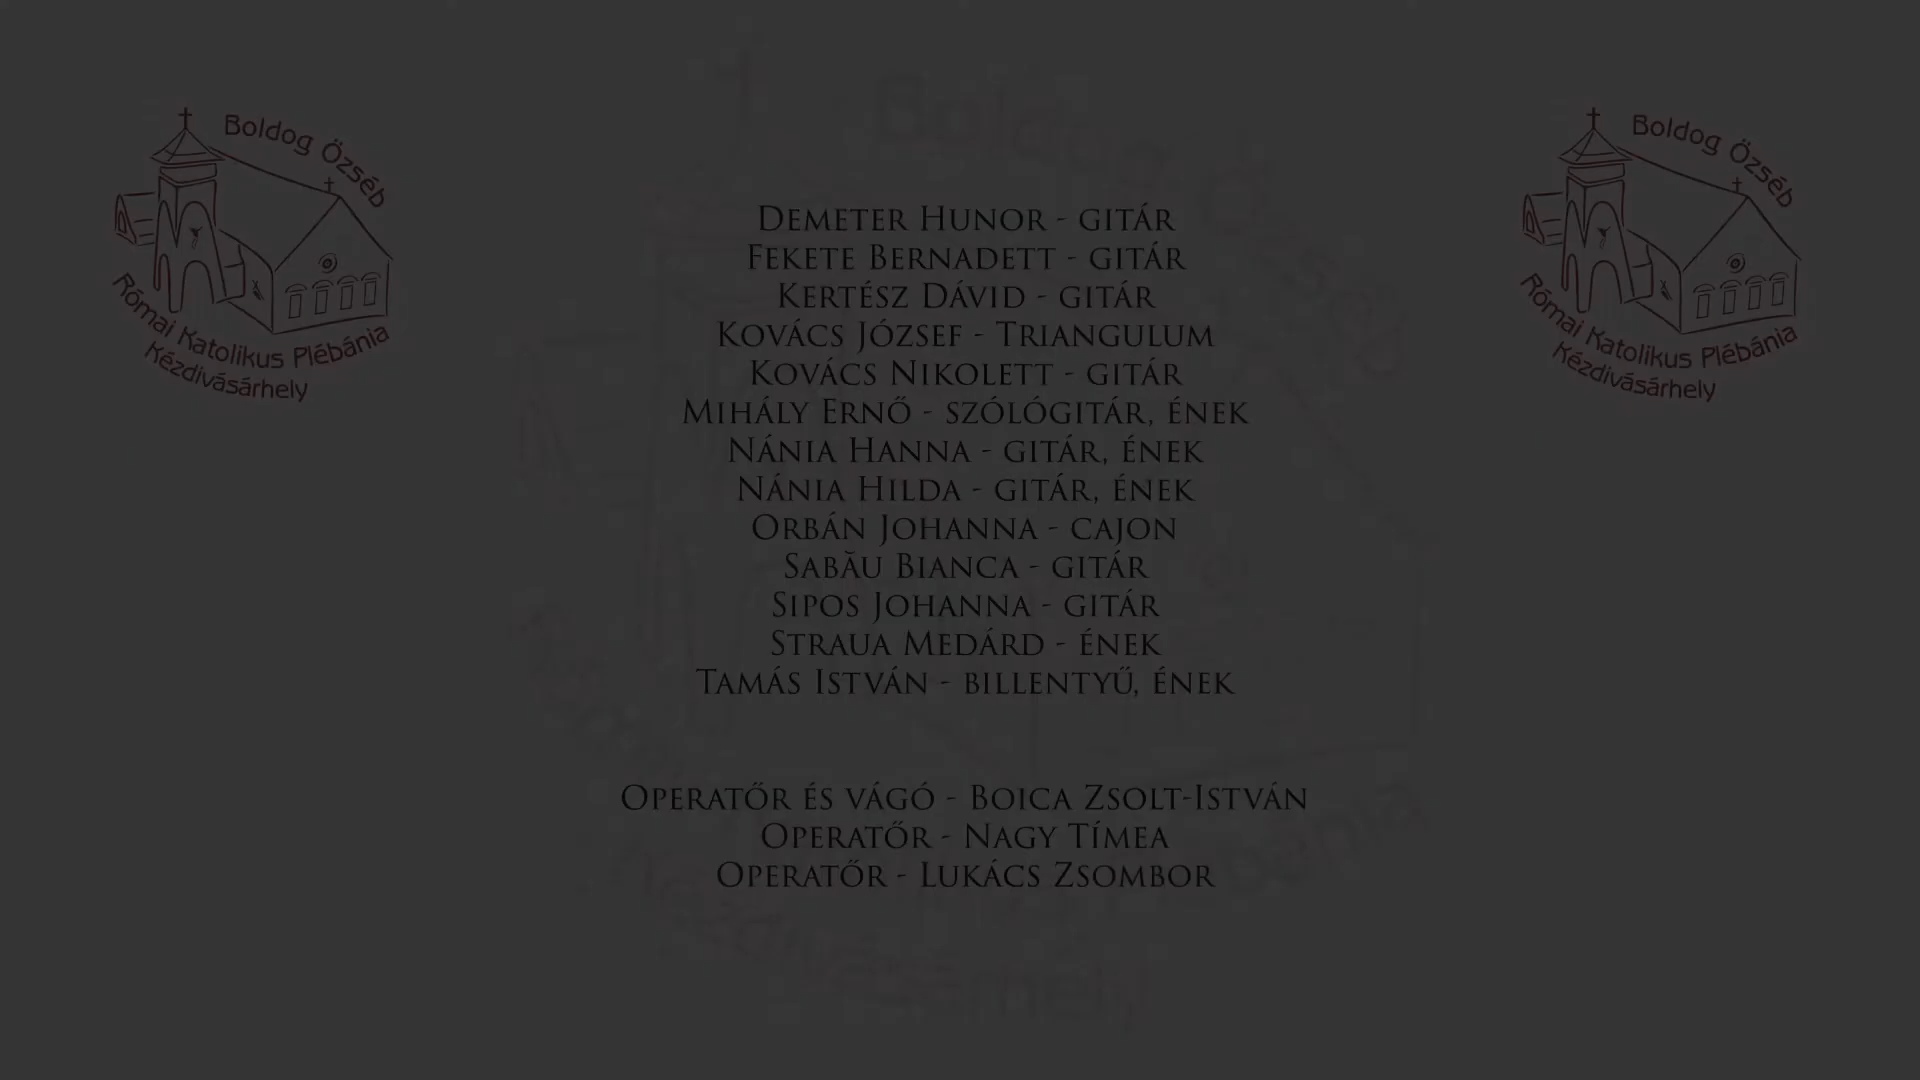 Boldog Özséb
Római Katolikus Plébánia
Kézdivásárhely
Boldog Özséb
Római Katolikus Plébánia
Kézdivásárhely
Demeter Hunor - gitár
Fekete Bernadett - gitár
Kertész Dávid - gitár
Kovács József - Triangulum
Kovács Nikolett - gitár
Mihály Ernő - szólógitár, ének
Nánia Hanna - gitár, ének
Nánia Hilda - gitár, ének
Orbán Johanna - cajon
Sabău Bianca - gitár
Sipos Johanna - gitár
Straua Medárd - ének
Tamás István - billentyű, ének
Operatőr és vágó - Boica Zsolt-István
Operatőr - Nagy Tímea
Operatőr - Lukács Zsombor